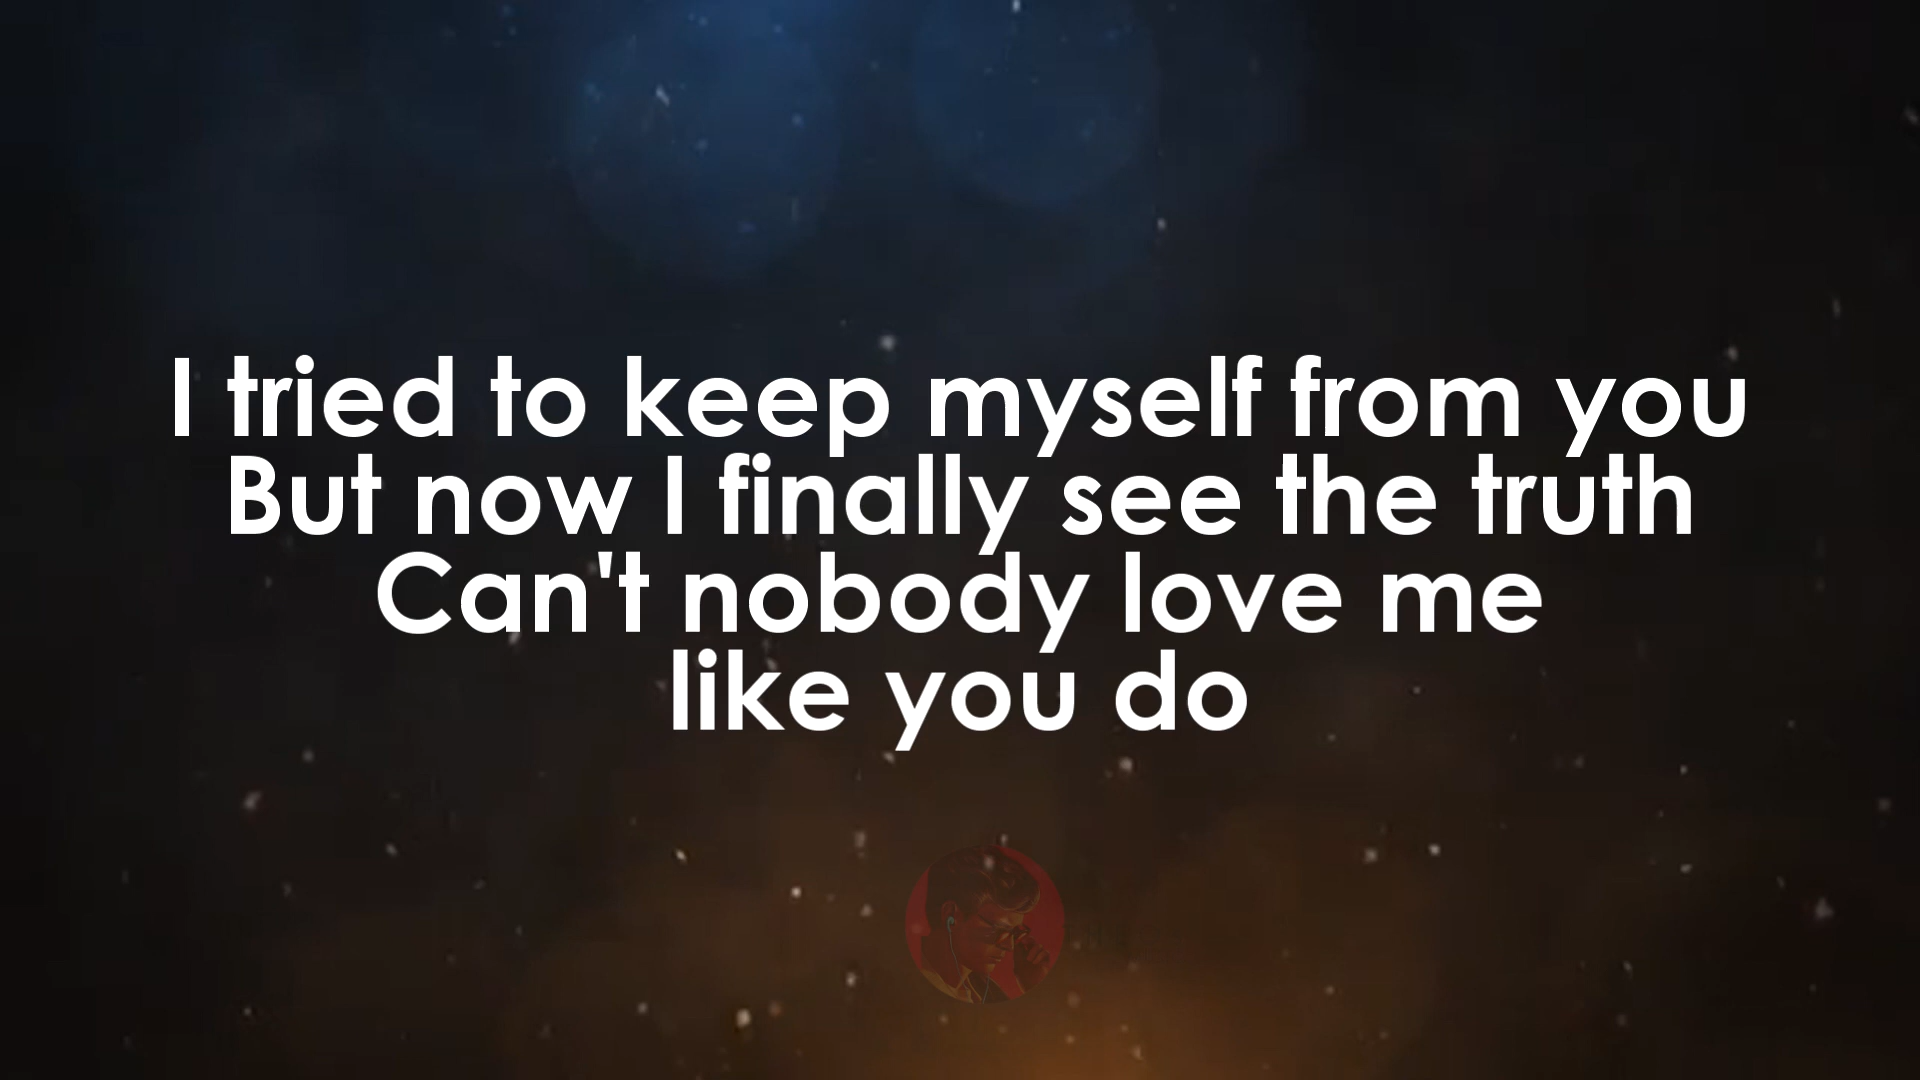 I tried to keep myself from you
But now I finally see the truth
Can't nobody love me
like you do